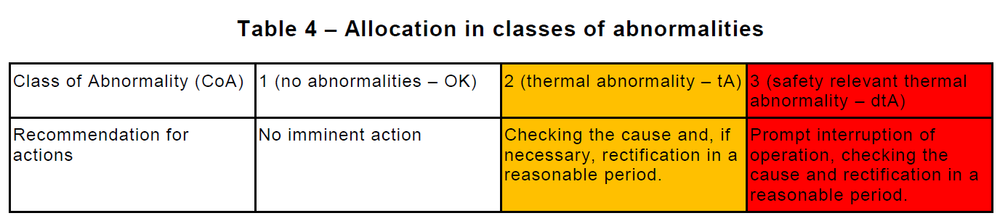 Table 4 – Allocation in classes of abnormalities
Class of Abnormality (CoA)
1 (no abnormalities – OK)
2 (thermal abnormality – tA)
3 (safety relevant thermal
abnormality – dtA)
Recommendation for
actions
No imminent action
Checking the cause and, if
necessary, rectification in a
reasonable period.
Prompt interruption of
operation, checking the
cause and rectification in a
reasonable period.